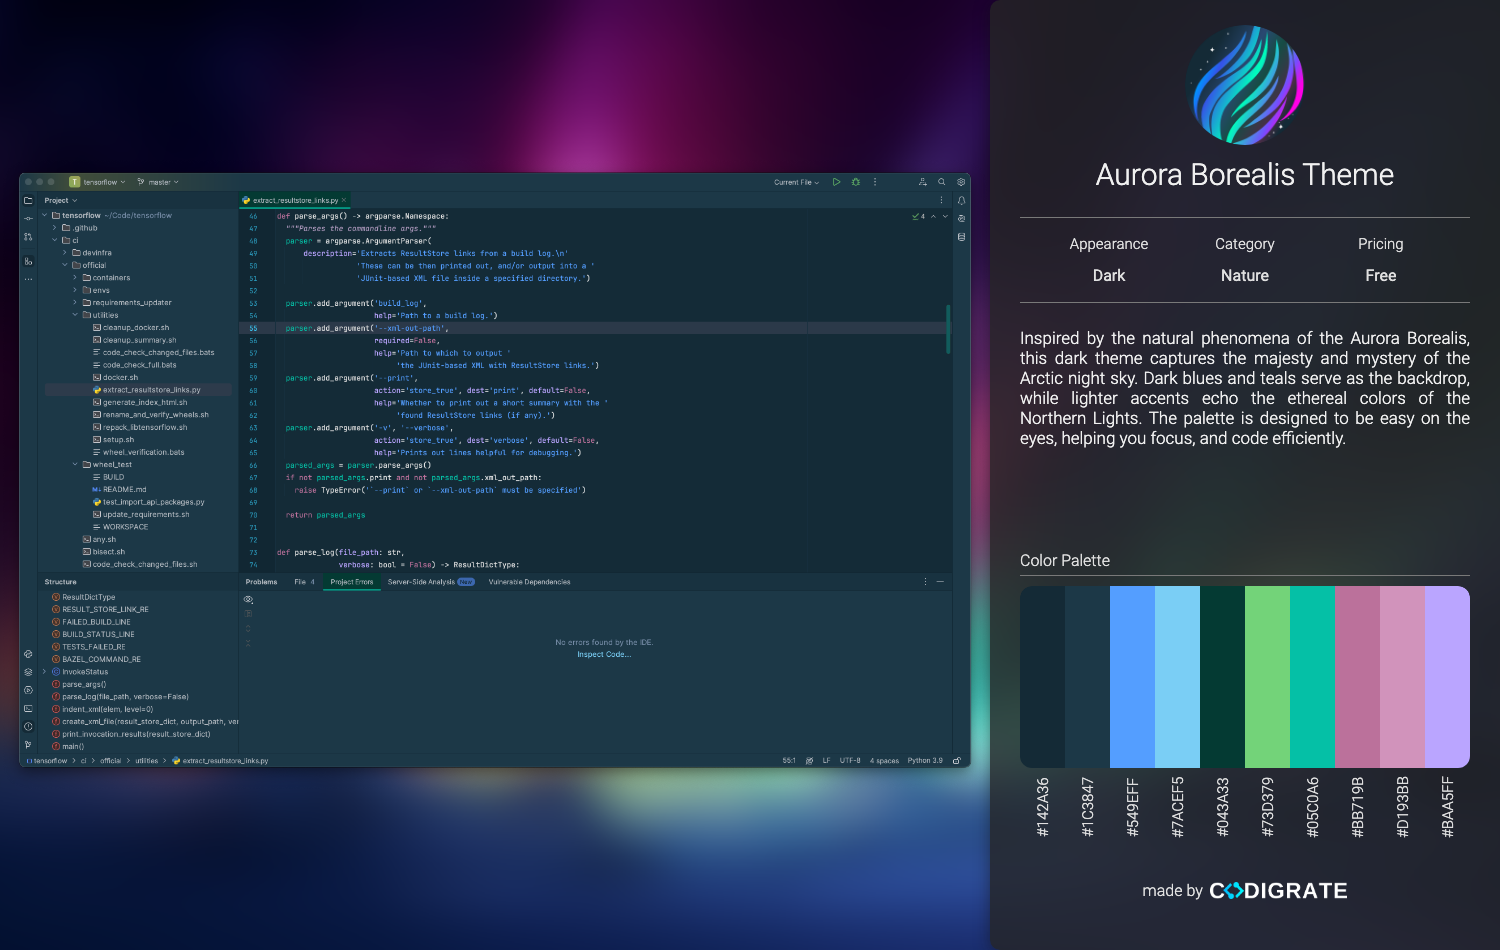 T tensorflow
master
Current File
Project
extract_resultstore_links.py
tensorflow ~/Code/tensorflow
.github
ci
devinfra
official
containers
envs
requirements_updater
utilities
cleanup_docker.sh
cleanup_summary.sh
code_check_changed_files.bats
code_check_full.bats
docker.sh
extract_resultstore_links.py
generate_index_html.sh
rename_and_verify_wheels.sh
repack_libtensorflow.sh
setup.sh
wheel_verification.bats
wheel_test
BUILD
README.md
test_import_api_packages.py
update_requirements.sh
WORKSPACE
any.sh
bisect.sh
code_check_changed_files.sh
4
46 def parse_args() -> argparse.Namespace:
47 """Parses the commandline args."""
48 parser = argparse.ArgumentParser(
49 description='Extracts ResultStore links from a build log.\n'
50 'These can be then printed out, and/or output into a '
51 'JUnit-based XML file inside a specified directory.')
52
53 parser.add_argument('build_log',
54 help='Path to a build log.')
55 parser.add_argument('--xml-out-path',
56 required=False,
57 help='Path to which to output '
58 'the JUnit-based XML with ResultStore links.')
59 parser.add_argument('--print',
60 action='store_true', dest='print', default=False,
61 help='Whether to print out a short summary with the '
62 'found ResultStore links (if any).')
63 parser.add_argument('-v', '--verbose',
64 action='store_true', dest='verbose', default=False,
65 help='Prints out lines helpful for debugging.')
66 parsed_args = parser.parse_args()
67 if not parsed_args.print and not parsed_args.xml_out_path:
68 raise TypeError('`--print` or `--xml-out-path` must be specified')
69
70 return parsed_args
71
72
73 def parse_log(file_path: str,
74 verbose: bool = False) -> ResultDictType:
Structure
ResultDictType
RESULT_STORE_LINK_RE
FAILED_BUILD_LINE
BUILD_STATUS_LINE
TESTS_FAILED_RE
BAZEL_COMMAND_RE
InvokeStatus
parse_args()
parse_log(file_path, verbose=False)
indent_xml(elem, level=0)
create_xml_file(result_store_dict, output_path, ver
print_invocation_results(result_store_dict)
main()
Problems File 4 Project Errors Server-Side Analysis New Vulnerable Dependencies
No errors found by the IDE.
Inspect Code...
tensorflow > ci > official > utilities > extract_resultstore_links.py
55:1 LF UTF-8 4 spaces Python 3.9
Aurora Borealis Theme
Appearance Category Pricing
Dark Nature Free
Inspired by the natural phenomena of the Aurora Borealis,
this dark theme captures the majesty and mystery of the
Arctic night sky. Dark blues and teals serve as the backdrop,
while lighter accents echo the ethereal colors of the
Northern Lights. The palette is designed to be easy on the
eyes, helping you focus, and code efficiently.
Color Palette
#142A36
#1C3847
#549EFF
#7ACEF5
#043A33
#73D379
#05C0A6
#BB719B
#D193BB
#BAA5FF
made by CODIGRATE